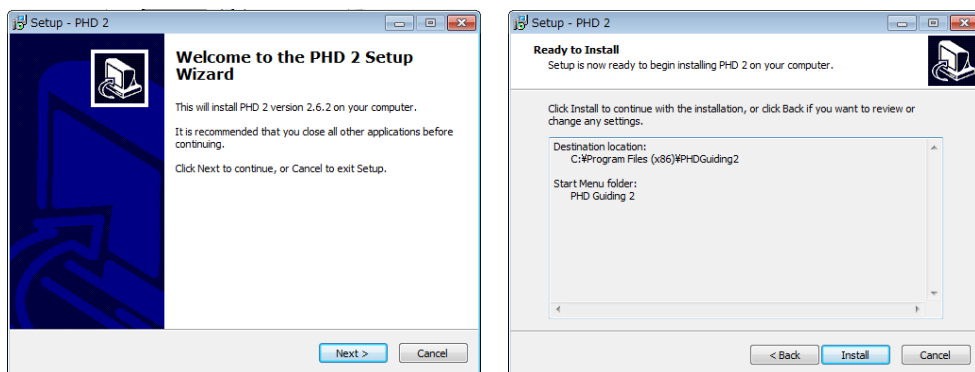 Setup - PHD 2
Welcome to the PHD 2 Setup
Wizard
This will install PHD 2 version 2.6.2 on your computer.
It is recommended that you close all other applications before
continuing.
Click Next to continue, or Cancel to exit Setup.
Next >
Cancel
Setup - PHD 2
Ready to Install
Setup is now ready to begin installing PHD 2 on your computer.
Click Install to continue with the installation, or click Back if you want to review or
change any settings.
Destination location:
C:¥Program Files (x86)¥PHDGuiding2
Start Menu folder:
PHD Guiding 2
< Back
Install
Cancel